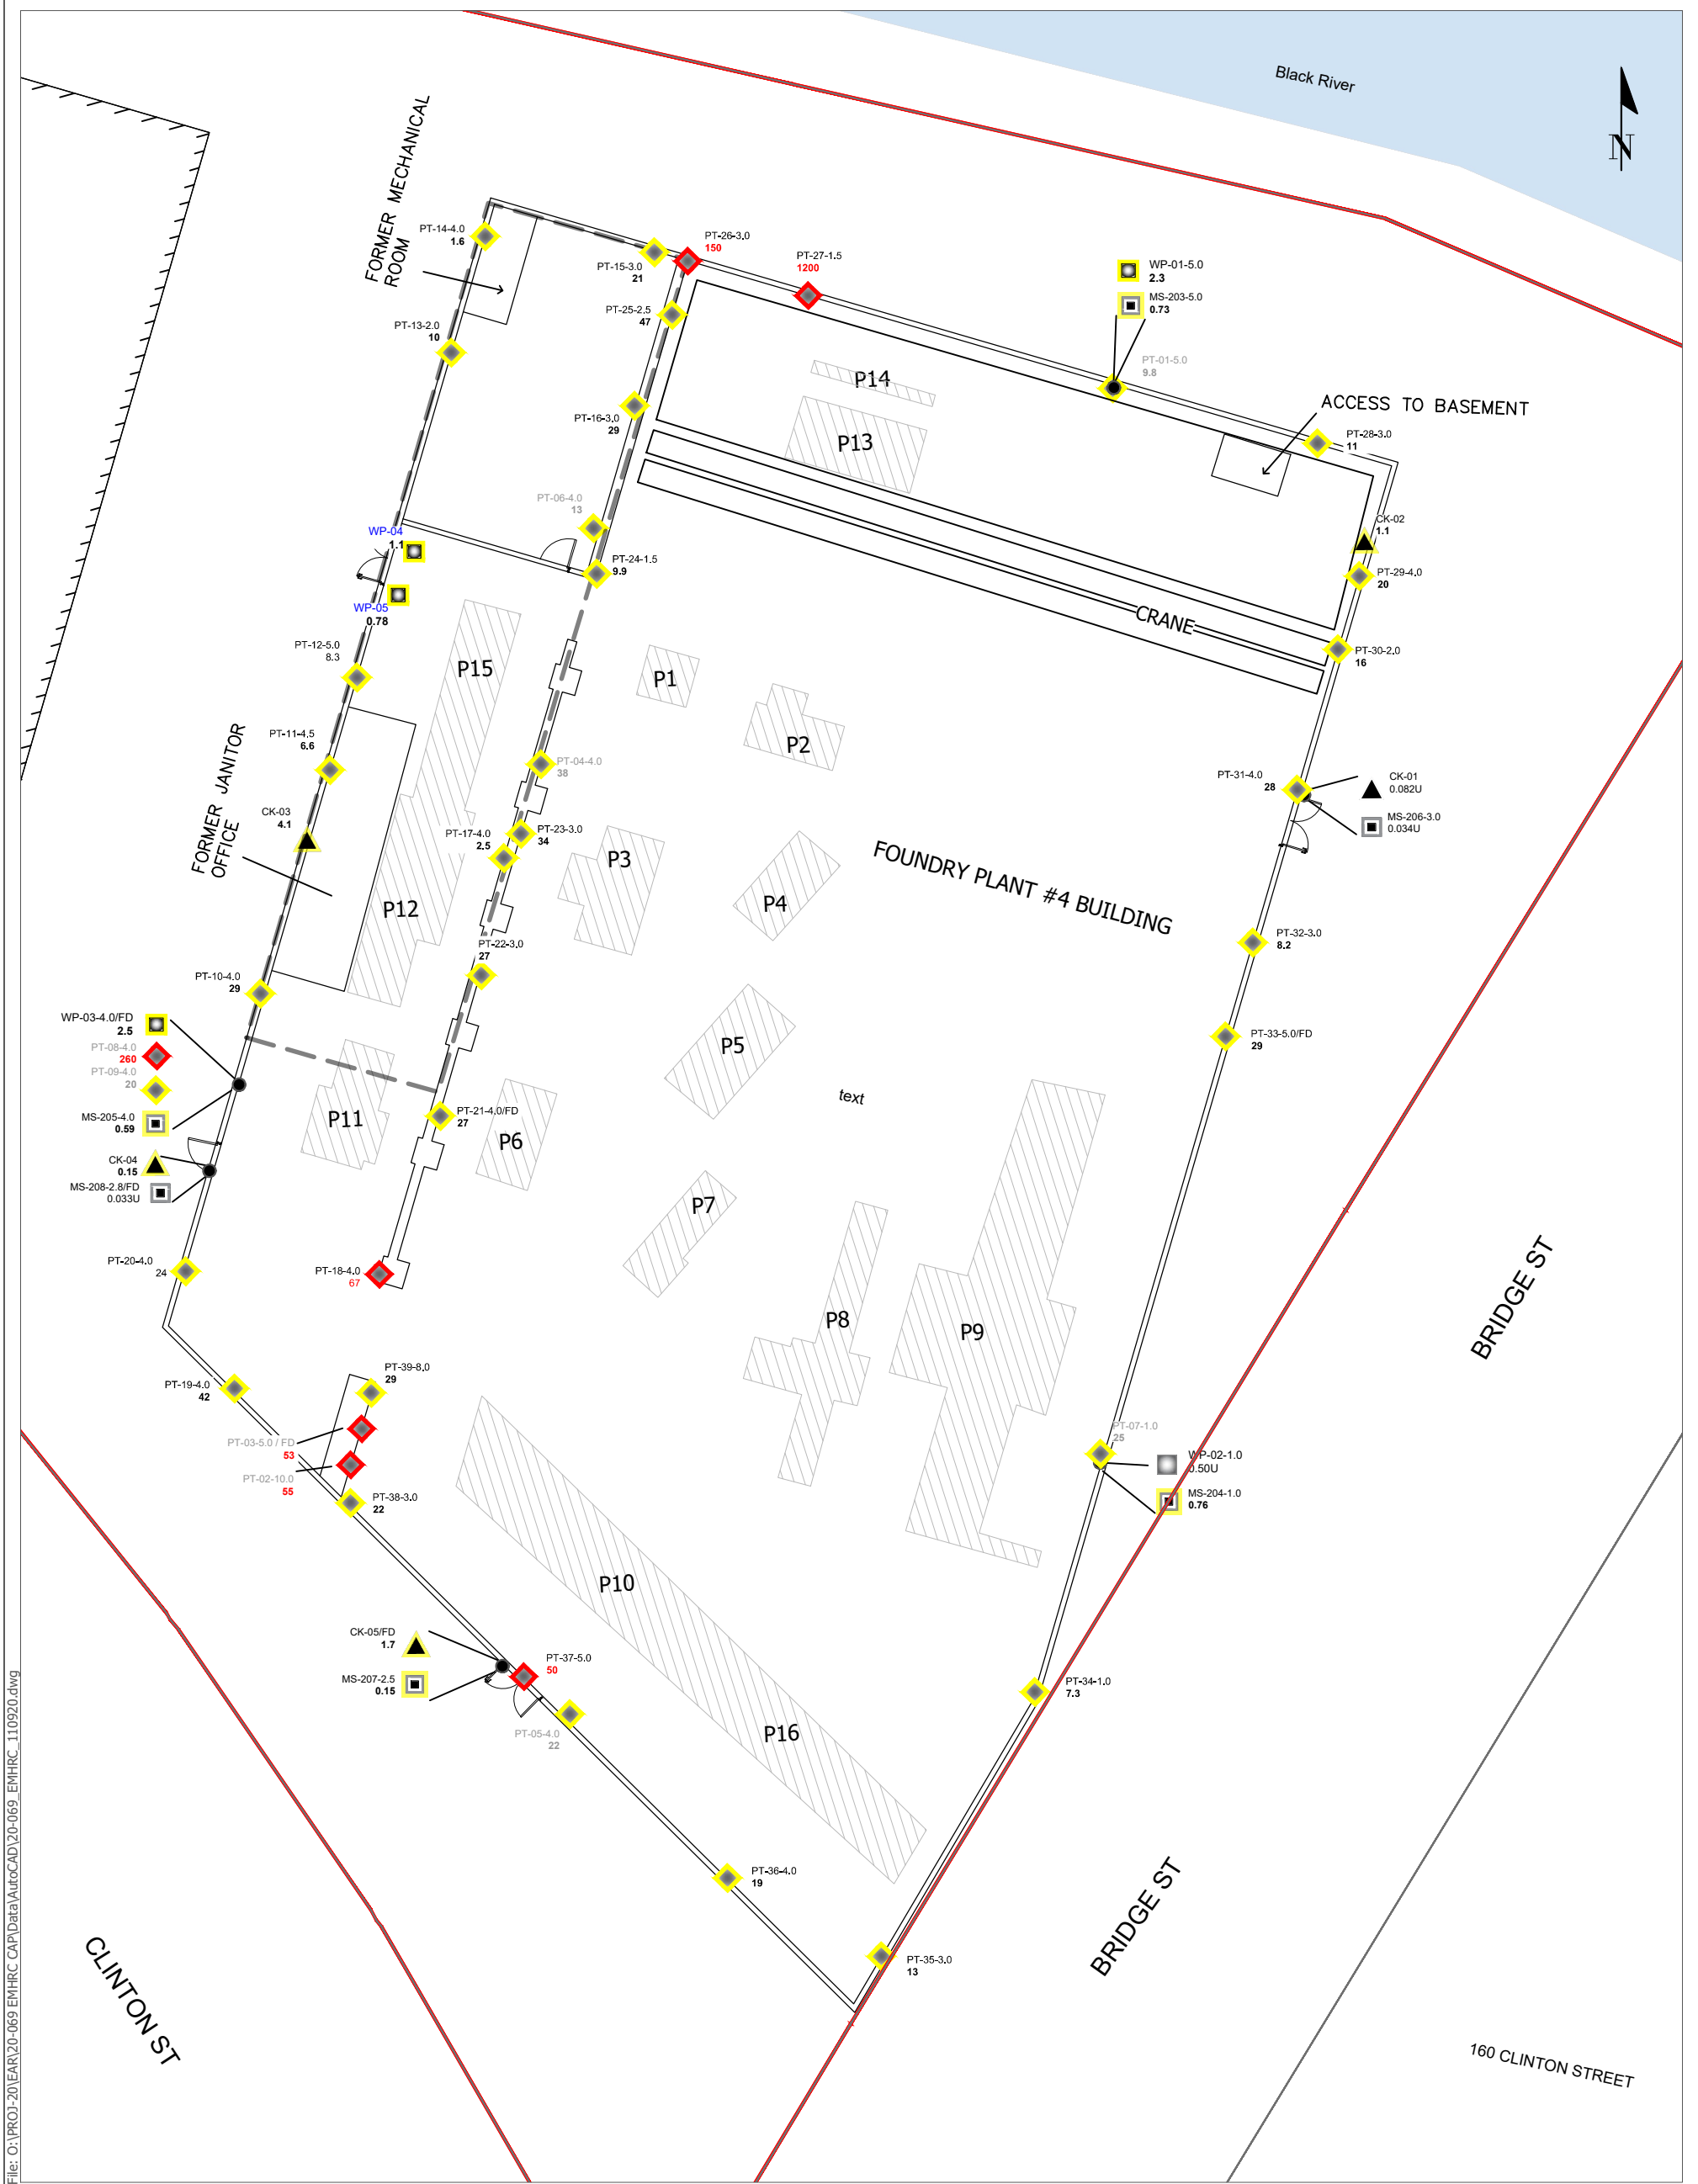 Black River
N
FORMER MECHANICAL
ROOM
PT-14-4.0
1.6
PT-15-3.0
21
PT-26-3.0
150
PT-27-1.5
1200
WP-01-5.0
2.3
MS-203-5.0
0.73
PT-25-2.5
47
PT-13-2.0
10
PT-01-5.0
9.8
P14
ACCESS TO BASEMENT
PT-16-3.0
29
P13
PT-28-3.0
11
PT-06-4.0
13
CK-02
1.1
WP-04
1.1
PT-24-1.5
9.9
PT-29-4.0
20
WP-05
0.78
CRANE
PT-12-5.0
8.3
P15
P1
PT-30-2.0
16
P2
PT-11-4.5
6.6
PT-04-4.0
38
FORMER JANITOR
OFFICE
PT-31-4.0
28
CK-01
0.082U
MS-206-3.0
0.034U
CK-03
4.1
PT-17-4.0
2.5
PT-23-3.0
34
P3
FOUNDRY PLANT #4 BUILDING
P4
P12
PT-22-3.0
27
PT-32-3.0
8.2
PT-10-4.0
29
WP-03-4.0/FD
2.5
PT-08-4.0
260
PT-09-4.0
20
P5
PT-33-5.0/FD
29
text
MS-205-4.0
0.59
P11
PT-21-4.0/FD
27
P6
CK-04
0.15
MS-208-2.8/FD
0.033U
P7
PT-20-4.0
24
PT-18-4.0
67
P8
P9
BRIDGE ST
PT-39-8.0
29
PT-19-4.0
42
PT-03-5.0 / FD
53
PT-02-10.0
55
PT-07-1.0
25
WP-02-1.0
0.50U
MS-204-1.0
0.76
PT-38-3.0
22
P10
CK-05/FD
1.7
PT-37-5.0
50
MS-207-2.5
0.15
PT-34-1.0
7.3
PT-05-4.0
22
P16
PT-36-4.0
19
BRIDGE ST
PT-35-3.0
13
CLINTON ST
160 CLINTON STREET
File: O:\PROJ-20\EAR\20-069 EMHRC CAP\Data\AutoCAD\20-069_EMHRC_110920.dwg